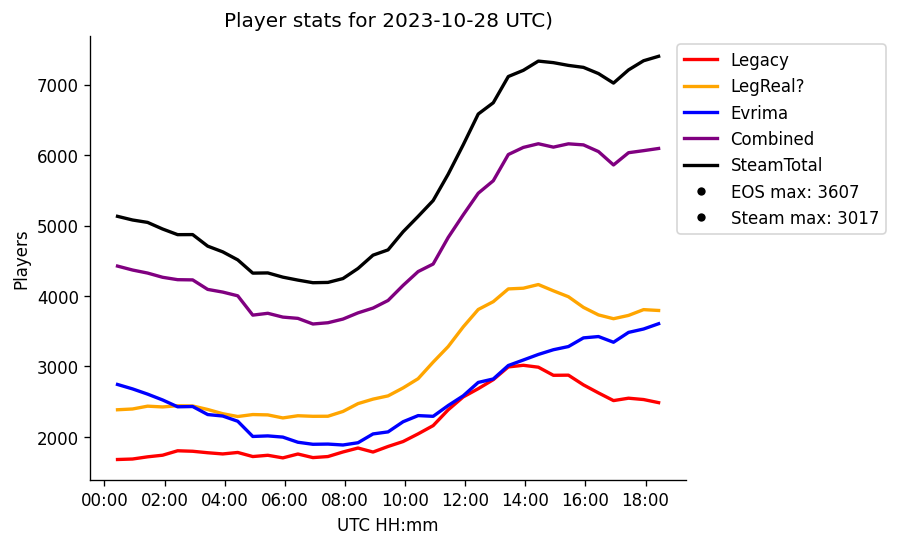 Player stats for 2023-10-28 UTC)
Players
7000
6000
5000
4000
3000
2000
00:00 02:00 04:00 06:00 08:00 10:00 12:00 14:00 16:00 18:00
UTC HH:mm
Legacy
LegReal?
Evrima
Combined
SteamTotal
EOS max: 3607
Steam max: 3017